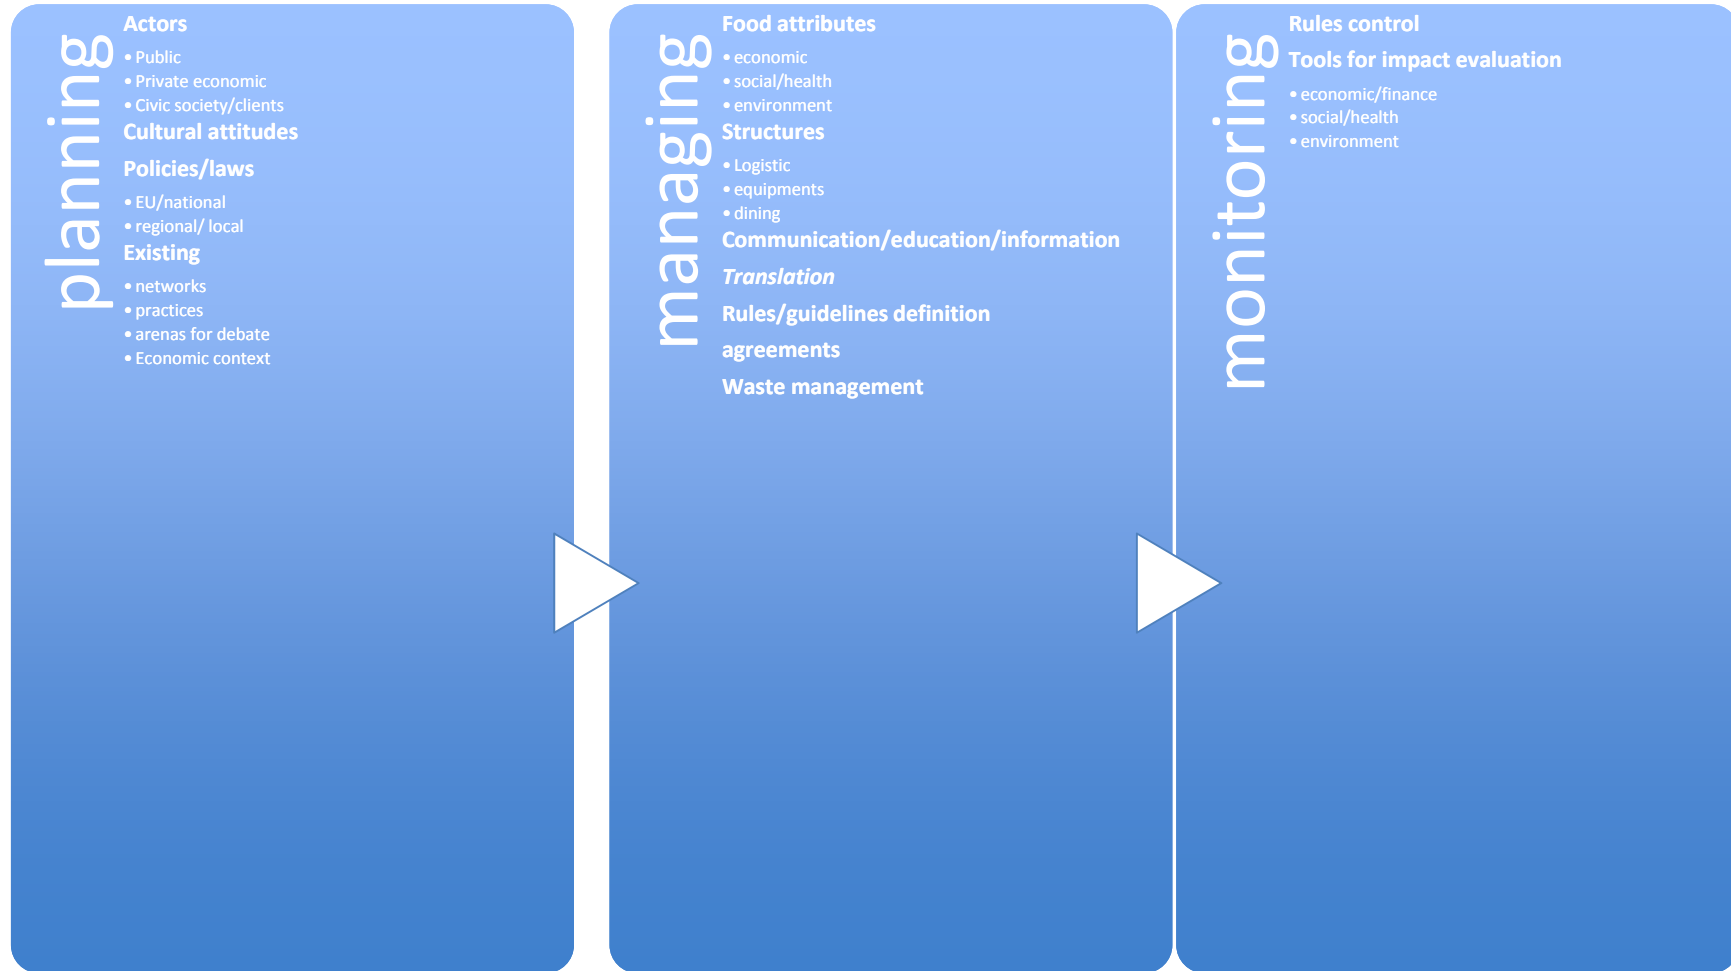 planning
Actors
• Public
• Private economic
• Civic society/clients
Cultural attitudes
Policies/laws
• EU/national
• regional/ local
Existing
• networks
• practices
• arenas for debate
• Economic context
managing
Food attributes
• economic
• social/health
• environment
Structures
• Logistic
• equipments
• dining
Communication/education/information
Translation
Rules/guidelines definition
agreements
Waste management
monitoring
Rules control
Tools for impact evaluation
• economic/finance
• social/health
• environment